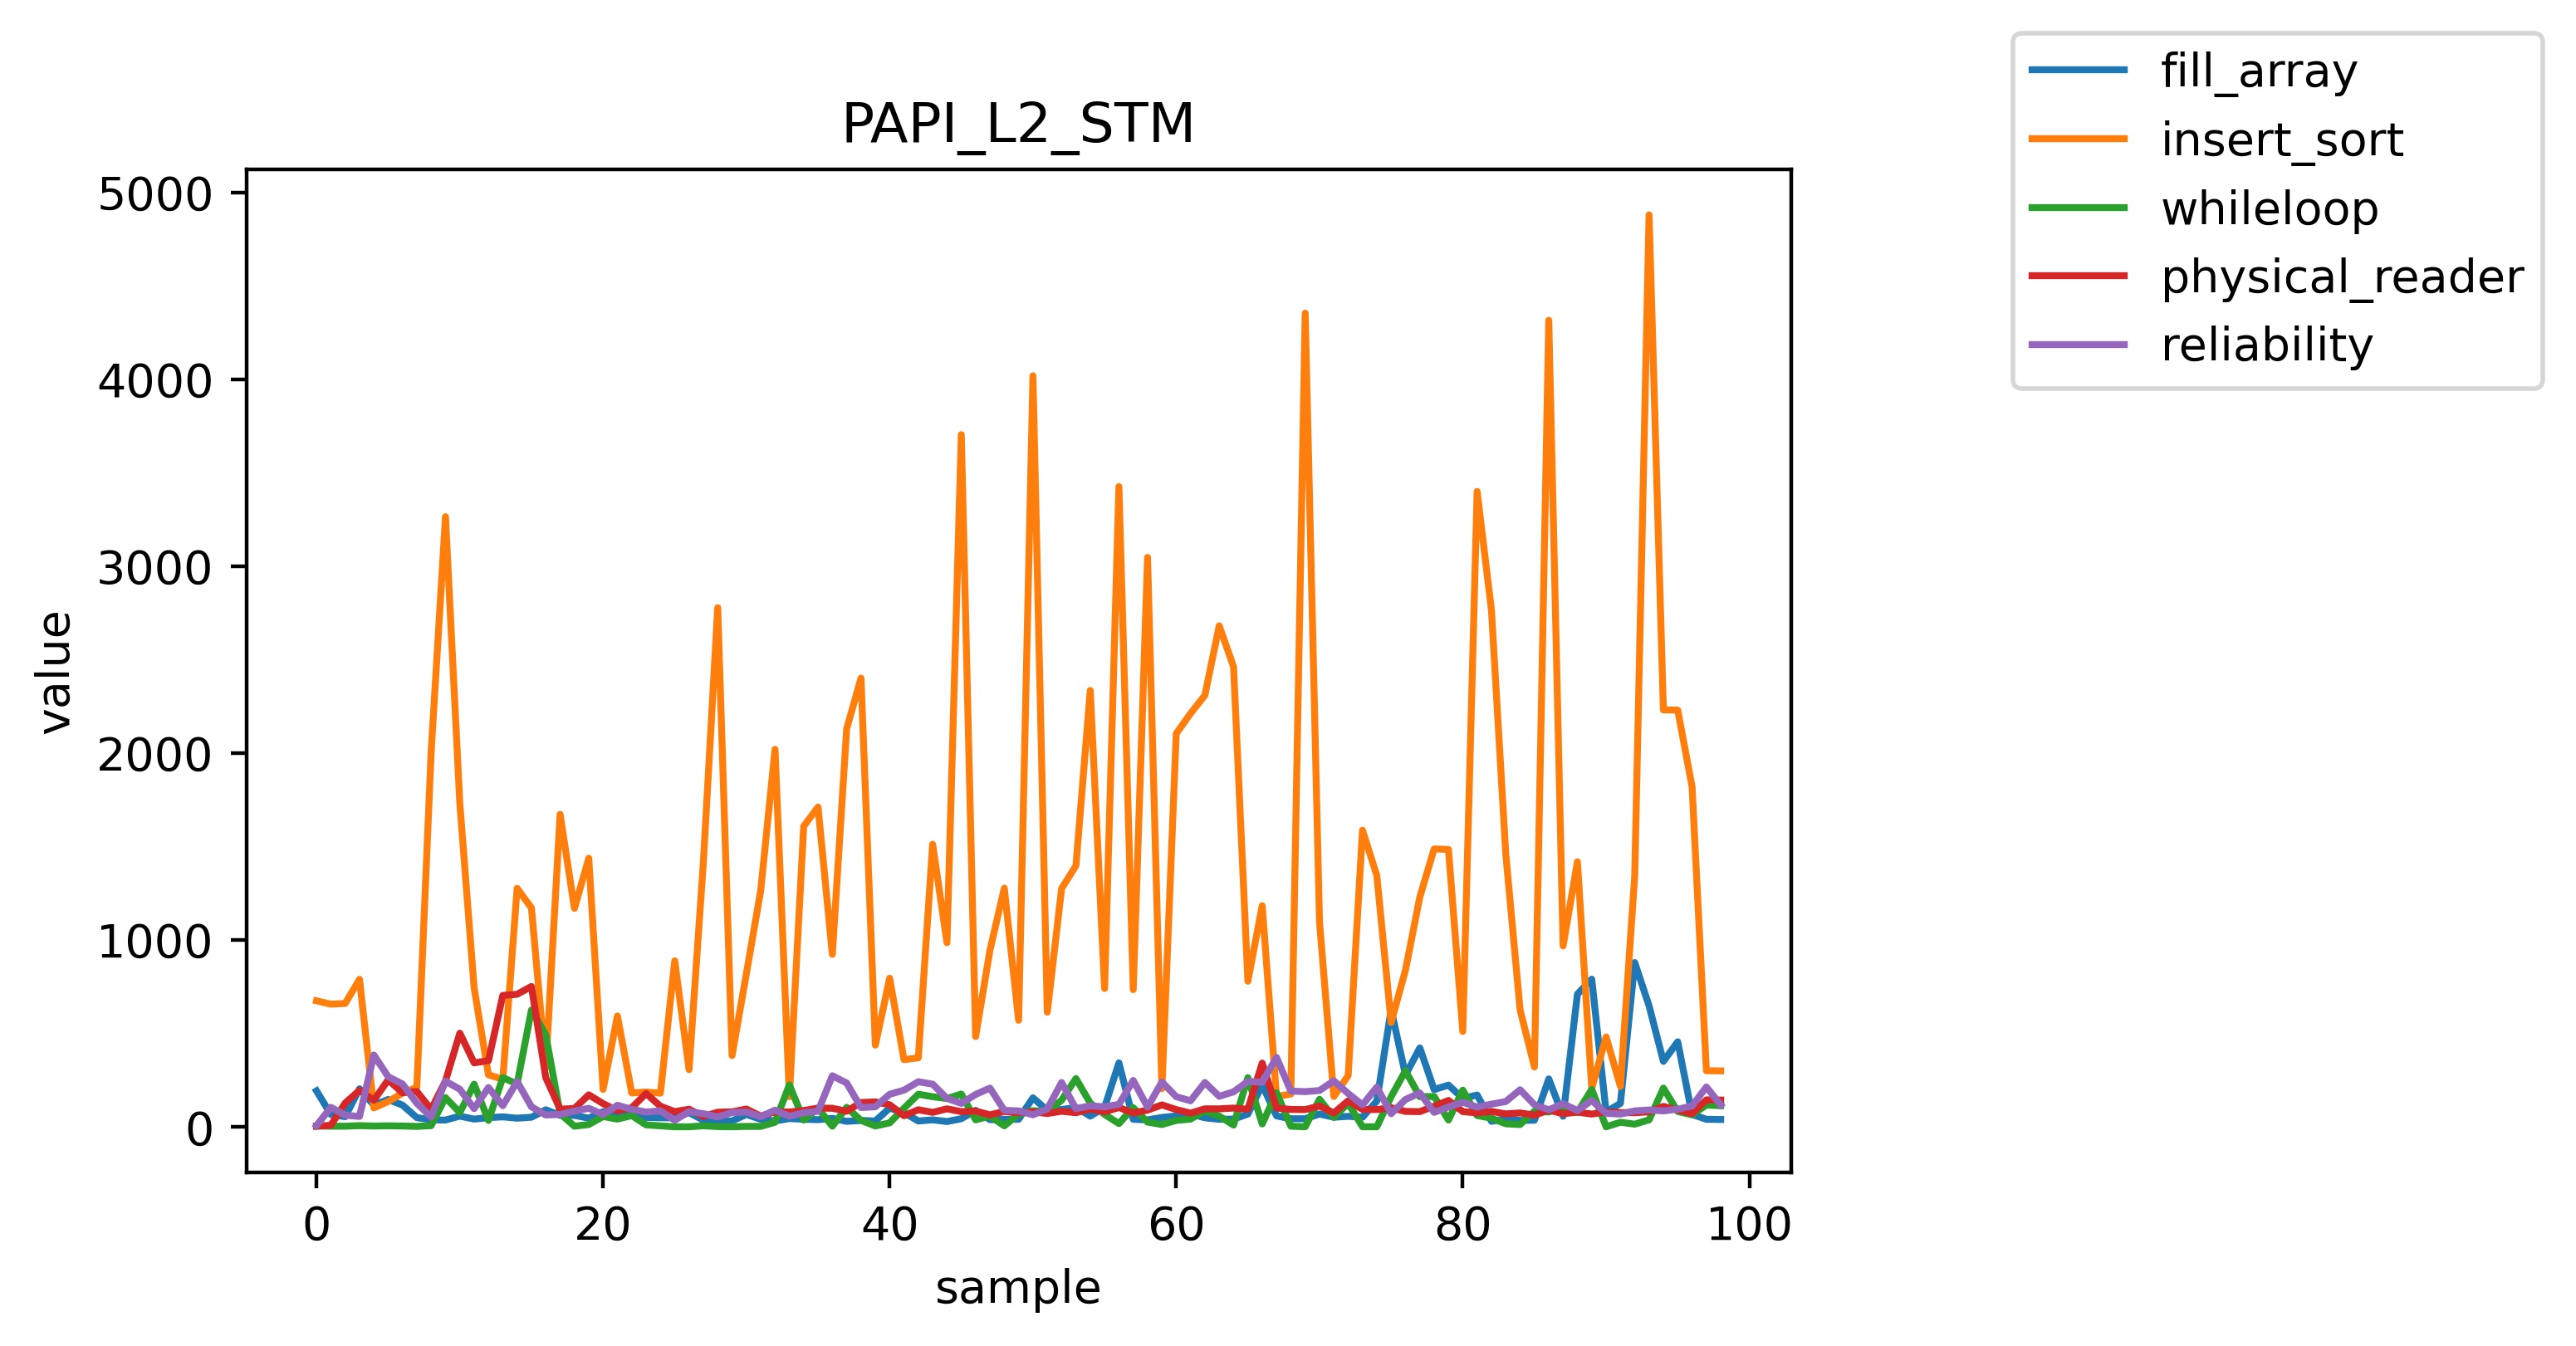 PAPI_L2_STM
fill_array
insert_sort
whileloop
physical_reader
reliability
value
5000
4000
3000
2000
1000
0
0 20 40 60 80 100
sample